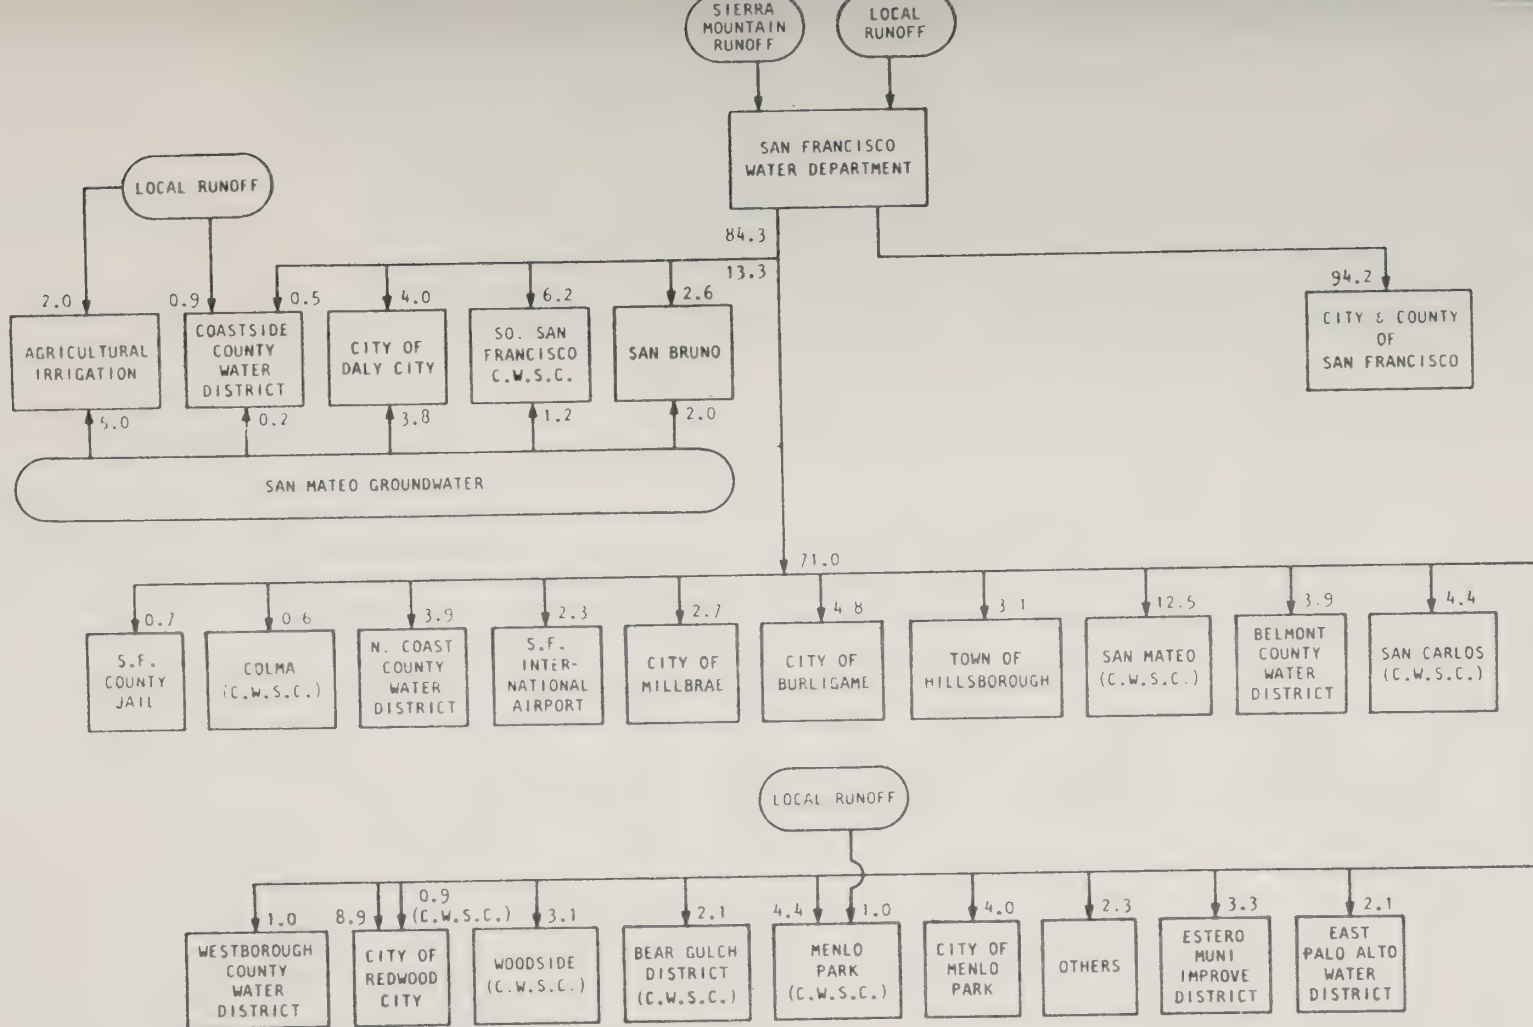 SIERRA
MOUNTAIN
RUNOFF
LOCAL
RUNOFF
SAN FRANCISCO
WATER DEPARTMENT
LOCAL RUNOFF
84.3
13.3
94.2
2.0
0.9
0.5
4.0
6.2
2.6
AGRICULTURAL
IRRIGATION
COASTSIDE
COUNTY
WATER
DISTRICT
CITY OF
DALY CITY
SO. SAN
FRANCISCO
C.W.S.C.
SAN BRUNO
CITY & COUNTY
OF
SAN FRANCISCO
5.0
0.2
3.8
1.2
2.0
SAN MATEO GROUNDWATER
71.0
0.7
0.6
3.9
2.3
2.7
4.8
3.1
12.5
3.9
4.4
S.F.
COUNTY
JAIL
COLMA
(C.W.S.C.)
N. COAST
COUNTY
WATER
DISTRICT
S.F.
INTER-
NATIONAL
AIRPORT
CITY OF
MILLBRAE
CITY OF
BURLIGAME
TOWN OF
HILLSBOROUGH
SAN MATEO
(C.W.S.C.)
BELMONT
COUNTY
WATER
DISTRICT
SAN CARLOS
(C.W.S.C.)
LOCAL RUNOFF
1.0
8.9
0.9
(C.W.S.C.)
3.1
2.1
4.4
1.0
4.0
2.3
3.3
2.1
WESTBOROUGH
COUNTY
WATER
DISTRICT
CITY OF
REDWOOD
CITY
WOODSIDE
(C.W.S.C.)
BEAR GULCH
DISTRICT
(C.W.S.C.)
MENLO
PARK
(C.W.S.C.)
CITY OF
MENLO
PARK
OTHERS
ESTERO
MUNI
IMPROVE
DISTRICT
EAST
PALO ALTO
WATER
DISTRICT